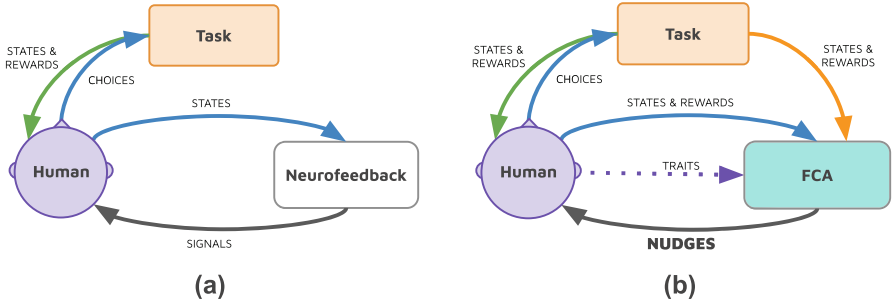 Task
STATES &
REWARDS
CHOICES
STATES
Human
Neurofeedback
SIGNALS
(a)
Task
STATES &
REWARDS
STATES &
REWARDS
CHOICES
STATES & REWARDS
Human
TRAITS
FCA
NUDGES
(b)